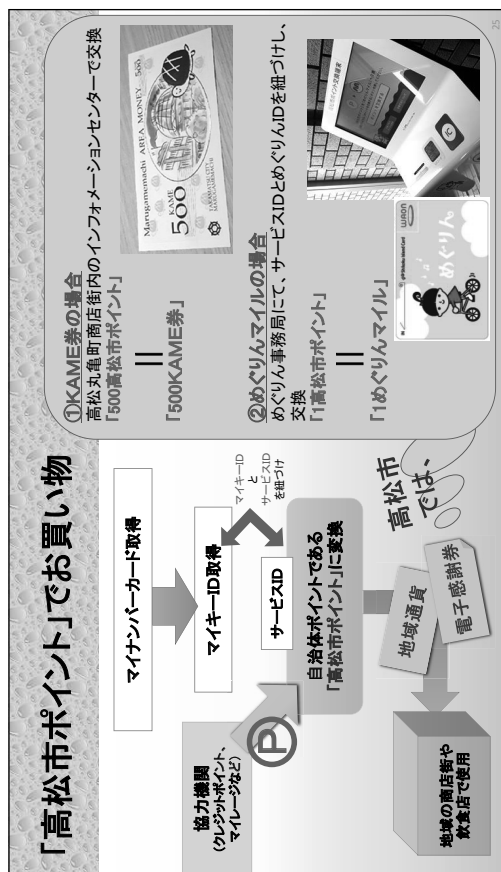 「高松市ポイント」でお買い物
マイナンバーカード取得
マイキーID取得
サービスID
マイキーID
と
サービスID
を紐づけ
協力機関
(クレジットポイント、
マイレージなど)
P
自治体ポイントである
「高松市ポイント」に変換
地域通貨
電子感謝券
地域の商店街や
飲食店で使用
高松市
では、
①KAME券の場合
高松丸亀町商店街内のインフォメーションセンターで交換
「500高松市ポイント」
||
「500KAME券」
Marugamemachi AREA MONEY 500
KAME
500
②めぐりんマイルの場合
めぐりん事務局にて、サービスIDとめぐりんIDを紐づけし、
交換
「1高松市ポイント」
||
「1めぐりんマイル」
めぐりん
WAON
25